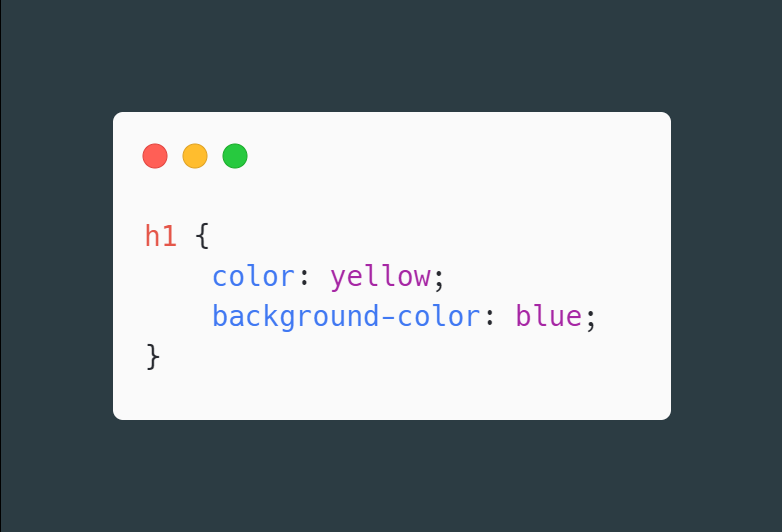 h1 {
    color: yellow;
    background-color: blue;
}